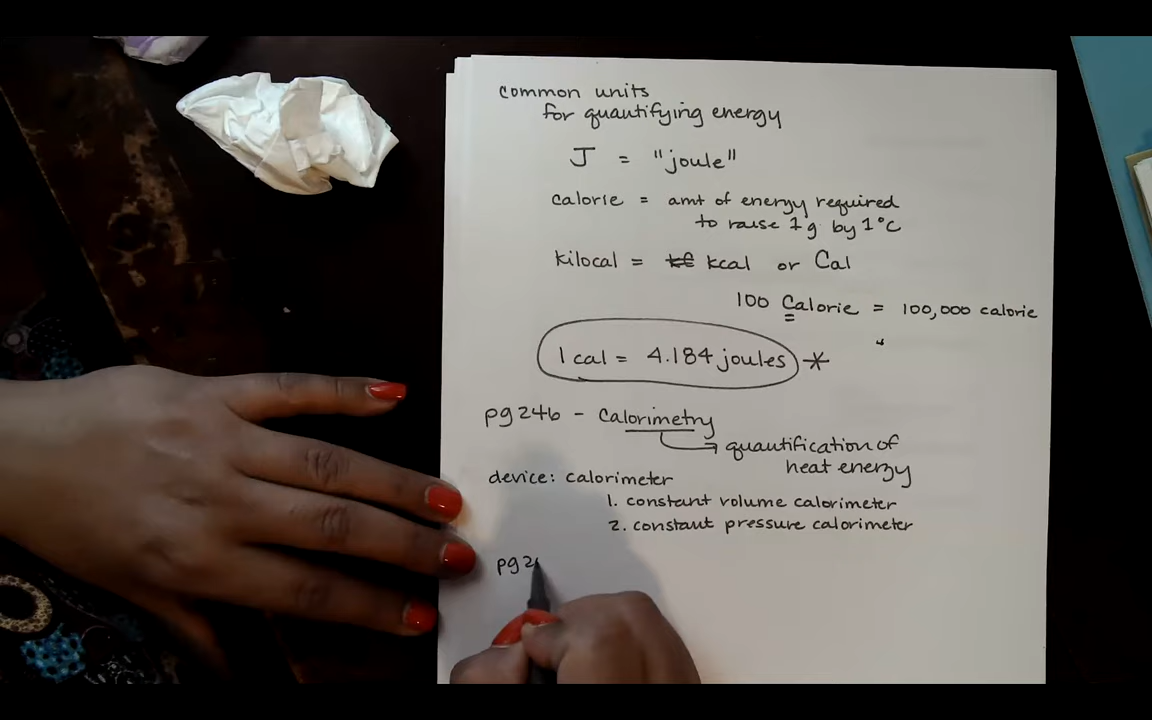 common units
for quantifying energy
J = "joule"
calorie = amt of energy required
to raise 1g by 1°C
kilocal = kcal or Cal
100 Calorie = 100,000 calorie
1 cal = 4.184 joules *
pg 246 - Calorimetry
quantification of
heat energy
device: calorimeter
1. constant volume calorimeter
2. constant pressure calorimeter
pg 2